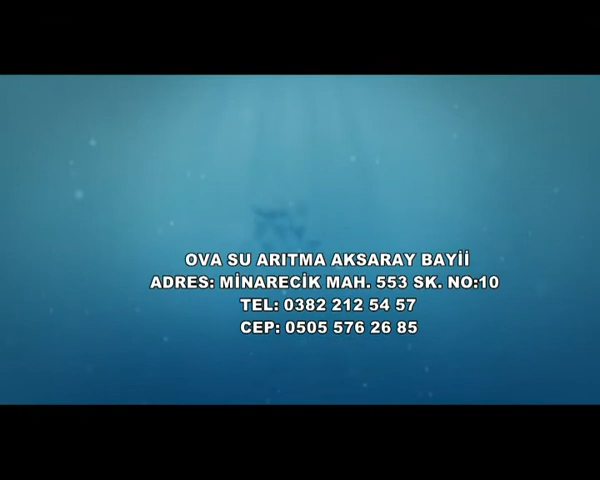 OVA SU ARITMA AKSARAY BAYİİ
ADRES: MİNARECİK MAH. 553 SK. NO:10
TEL: 0382 212 54 57
CEP: 0505 576 26 85